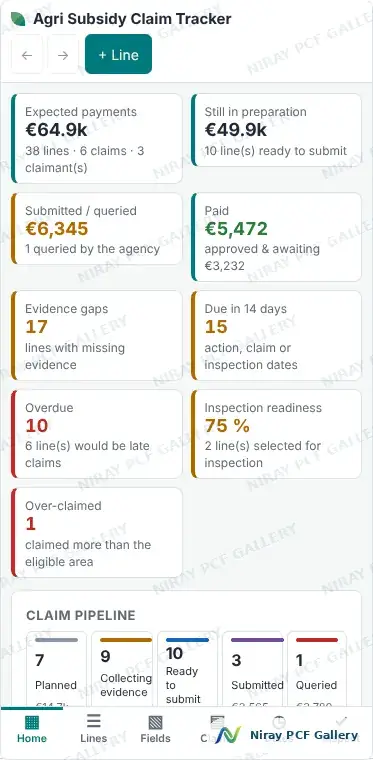 Agri Subsidy Claim Tracker
← → + Line
Expected payments
€64.9k
38 lines · 6 claims · 3
claimant(s)
Still in preparation
€49.9k
10 line(s) ready to submit
Submitted / queried
€6,345
1 queried by the agency
Paid
€5,472
approved & awaiting
€3,232
Evidence gaps
17
lines with missing
evidence
Due in 14 days
15
action, claim or
inspection dates
Overdue
10
6 line(s) would be late
claims
Inspection readiness
75 %
2 line(s) selected for
inspection
Over-claimed
1
claimed more than the
eligible area
CLAIM PIPELINE
7
Planned
9
Collecting
evidence
10
Ready
to
submit
3
Submitted
1
Queried
Home
Lines
Fields
Niray PCF Gallery
NIRAY PCF GALLERY